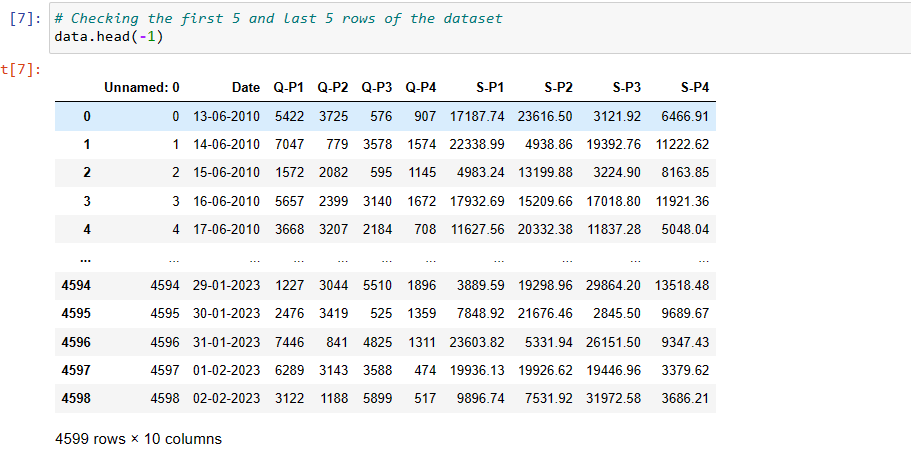 [7]: # Checking the first 5 and last 5 rows of the dataset
data.head(-1)
t[7]:
Unnamed: 0 Date Q-P1 Q-P2 Q-P3 Q-P4 S-P1 S-P2 S-P3 S-P4
0 0 13-06-2010 5422 3725 576 907 17187.74 23616.50 3121.92 6466.91
1 1 14-06-2010 7047 779 3578 1574 22338.99 4938.86 19392.76 11222.62
2 2 15-06-2010 1572 2082 595 1145 4983.24 13199.88 3224.90 8163.85
3 3 16-06-2010 5657 2399 3140 1672 17932.69 15209.66 17018.80 11921.36
4 4 17-06-2010 3668 3207 2184 708 11627.56 20332.38 11837.28 5048.04
... ... ... ... ... ... ... ... ... ... ...
4594 4594 29-01-2023 1227 3044 5510 1896 3889.59 19298.96 29864.20 13518.48
4595 4595 30-01-2023 2476 3419 525 1359 7848.92 21676.46 2845.50 9689.67
4596 4596 31-01-2023 7446 841 4825 1311 23603.82 5331.94 26151.50 9347.43
4597 4597 01-02-2023 6289 3143 3588 474 19936.13 19926.62 19446.96 3379.62
4598 4598 02-02-2023 3122 1188 5899 517 9896.74 7531.92 31972.58 3686.21
4599 rows × 10 columns